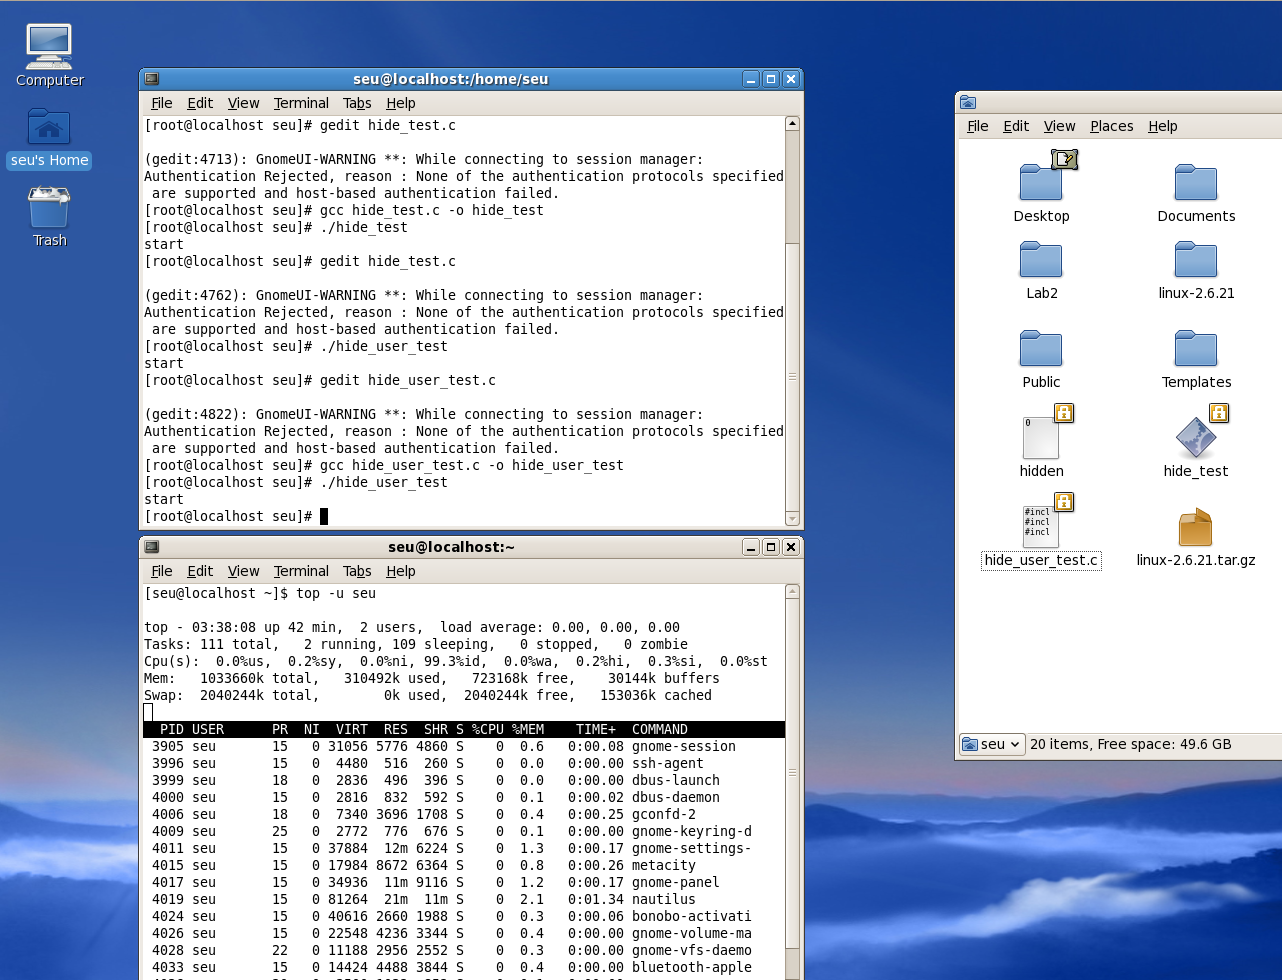 Computer
seu's Home
Trash
seu@localhost:/home/seu
File Edit View Terminal Tabs Help
[root@localhost seu]# gedit hide_test.c
(gedit:4713): GnomeUI-WARNING **: While connecting to session manager:
Authentication Rejected, reason : None of the authentication protocols specified
 are supported and host-based authentication failed.
[root@localhost seu]# gcc hide_test.c -o hide_test
[root@localhost seu]# ./hide_test
start
[root@localhost seu]# gedit hide_test.c
(gedit:4762): GnomeUI-WARNING **: While connecting to session manager:
Authentication Rejected, reason : None of the authentication protocols specified
 are supported and host-based authentication failed.
[root@localhost seu]# ./hide_user_test
start
[root@localhost seu]# gedit hide_user_test.c
(gedit:4822): GnomeUI-WARNING **: While connecting to session manager:
Authentication Rejected, reason : None of the authentication protocols specified
 are supported and host-based authentication failed.
[root@localhost seu]# gcc hide_user_test.c -o hide_user_test
[root@localhost seu]# ./hide_user_test
start
[root@localhost seu]#
seu@localhost:~
File Edit View Terminal Tabs Help
[seu@localhost ~]$ top -u seu
top - 03:38:08 up 42 min,  2 users,  load average: 0.00, 0.00, 0.00
Tasks: 111 total,   2 running, 109 sleeping,   0 stopped,   0 zombie
Cpu(s):  0.0%us,  0.2%sy,  0.0%ni, 99.3%id,  0.0%wa,  0.2%hi,  0.3%si,  0.0%st
Mem:   1033660k total,   310492k used,   723168k free,    30144k buffers
Swap:  2040244k total,        0k used,  2040244k free,   153036k cached
PID USER      PR  NI  VIRT  RES  SHR S %CPU %MEM    TIME+  COMMAND
3905 seu       15   0 31056 5776 4860 S    0  0.6   0:00.08 gnome-session
3996 seu       15   0  4480  516  260 S    0  0.0   0:00.00 ssh-agent
3999 seu       18   0  2836  496  396 S    0  0.0   0:00.00 dbus-launch
4000 seu       15   0  2816  832  592 S    0  0.1   0:00.02 dbus-daemon
4006 seu       18   0  7340 3696 1708 S    0  0.4   0:00.25 gconfd-2
4009 seu       25   0  2772  776  676 S    0  0.1   0:00.00 gnome-keyring-d
4011 seu       15   0 37884  12m 6224 S    0  1.3   0:00.17 gnome-settings-
4015 seu       15   0 17984 8672 6364 S    0  0.8   0:00.26 metacity
4017 seu       15   0 34936  11m 9116 S    0  1.2   0:00.17 gnome-panel
4019 seu       15   0 81264  21m  11m S    0  2.1   0:01.34 nautilus
4024 seu       15   0 40616 2660 1988 S    0  0.3   0:00.06 bonobo-activati
4026 seu       15   0 22548 4236 3344 S    0  0.4   0:00.00 gnome-volume-ma
4028 seu       22   0 11188 2956 2552 S    0  0.3   0:00.00 gnome-vfs-daemo
4033 seu       15   0 14424 4488 3844 S    0  0.4   0:00.00 bluetooth-apple
File Edit View Places Help
Desktop Documents
Lab2 linux-2.6.21
Public Templates
0
hidden hide_test
#incl
#incl
#incl
hide_user_test.c linux-2.6.21.tar.gz
seu 20 items, Free space: 49.6 GB